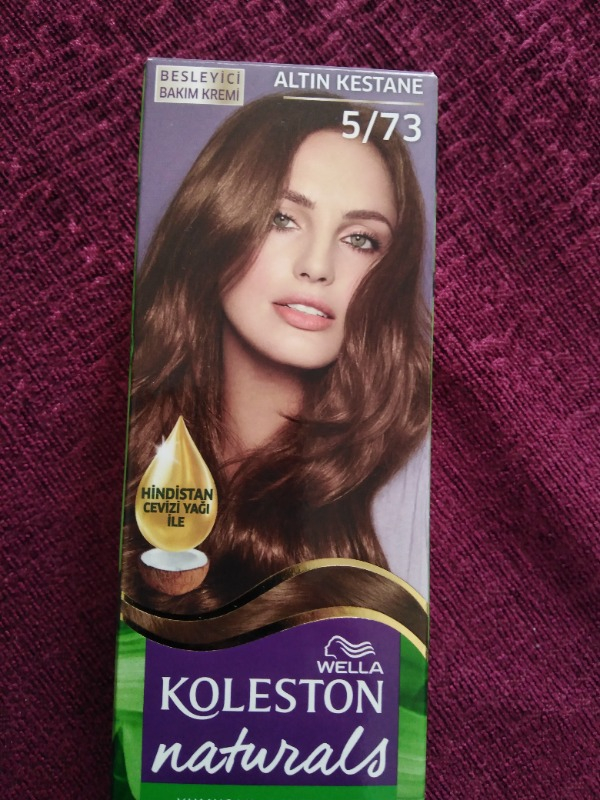 BESLEYİCİ
BAKIM KREMİ
ALTIN KESTANE
5/73
HİNDİSTAN
CEVİZİ YAĞI
İLE
WELLA
KOLESTON
naturals